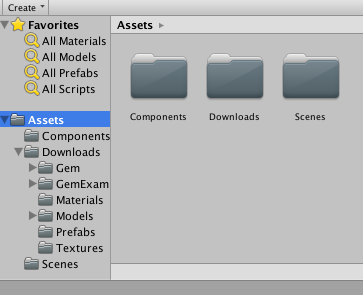 Create
Favorites
All Materials
All Models
All Prefabs
All Scripts
Assets
Components
Downloads
Gem
GemExam
Materials
Models
Prefabs
Textures
Scenes
Assets
Components Downloads Scenes